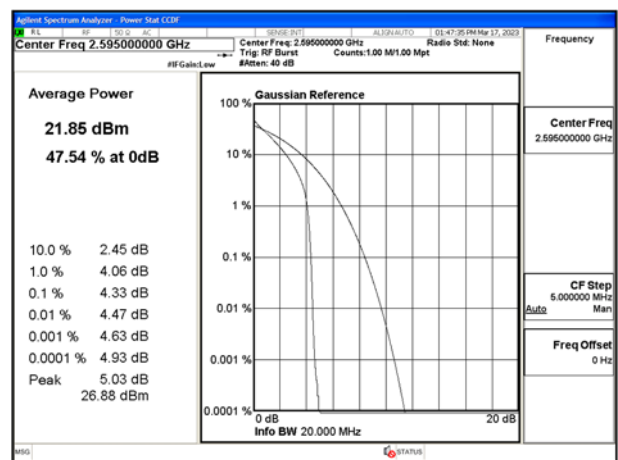 Agilent Spectrum Analyzer - Power Stat CCDF
RL RF 50 Ω AC SENSE:INT ALIGN AUTO 01:47:35 PM Mar 17, 2023
Center Freq 2.595000000 GHz
Center Freq: 2.595000000 GHz Radio Std: None
Trig: RF Burst Counts:1.00 M/1.00 Mpt
#IFGain:Low #Atten: 40 dB
Frequency
Average Power
21.85 dBm
47.54 % at 0dB
10.0 % 2.45 dB
1.0 % 4.06 dB
0.1 % 4.33 dB
0.01 % 4.47 dB
0.001 % 4.63 dB
0.0001 % 4.93 dB
Peak 5.03 dB
26.88 dBm
Gaussian Reference
100 %
10 %
1 %
0.1 %
0.01 %
0.001 %
0.0001 %
0 dB 20 dB
Info BW 20.000 MHz
Center Freq
2.595000000 GHz
CF Step
5.000000 MHz
Auto Man
Freq Offset
0 Hz
MSG STATUS